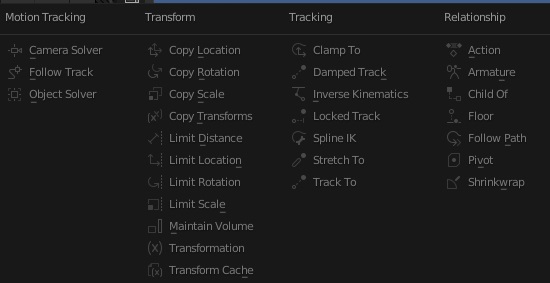 Motion Tracking
Camera Solver
Follow Track
Object Solver
Transform
Copy Location
Copy Rotation
Copy Scale
Copy Transforms
Limit Distance
Limit Location
Limit Rotation
Limit Scale
Maintain Volume
Transformation
Transform Cache
Tracking
Clamp To
Damped Track
Inverse Kinematics
Locked Track
Spline IK
Stretch To
Track To
Relationship
Action
Armature
Child Of
Floor
Follow Path
Pivot
Shrinkwrap